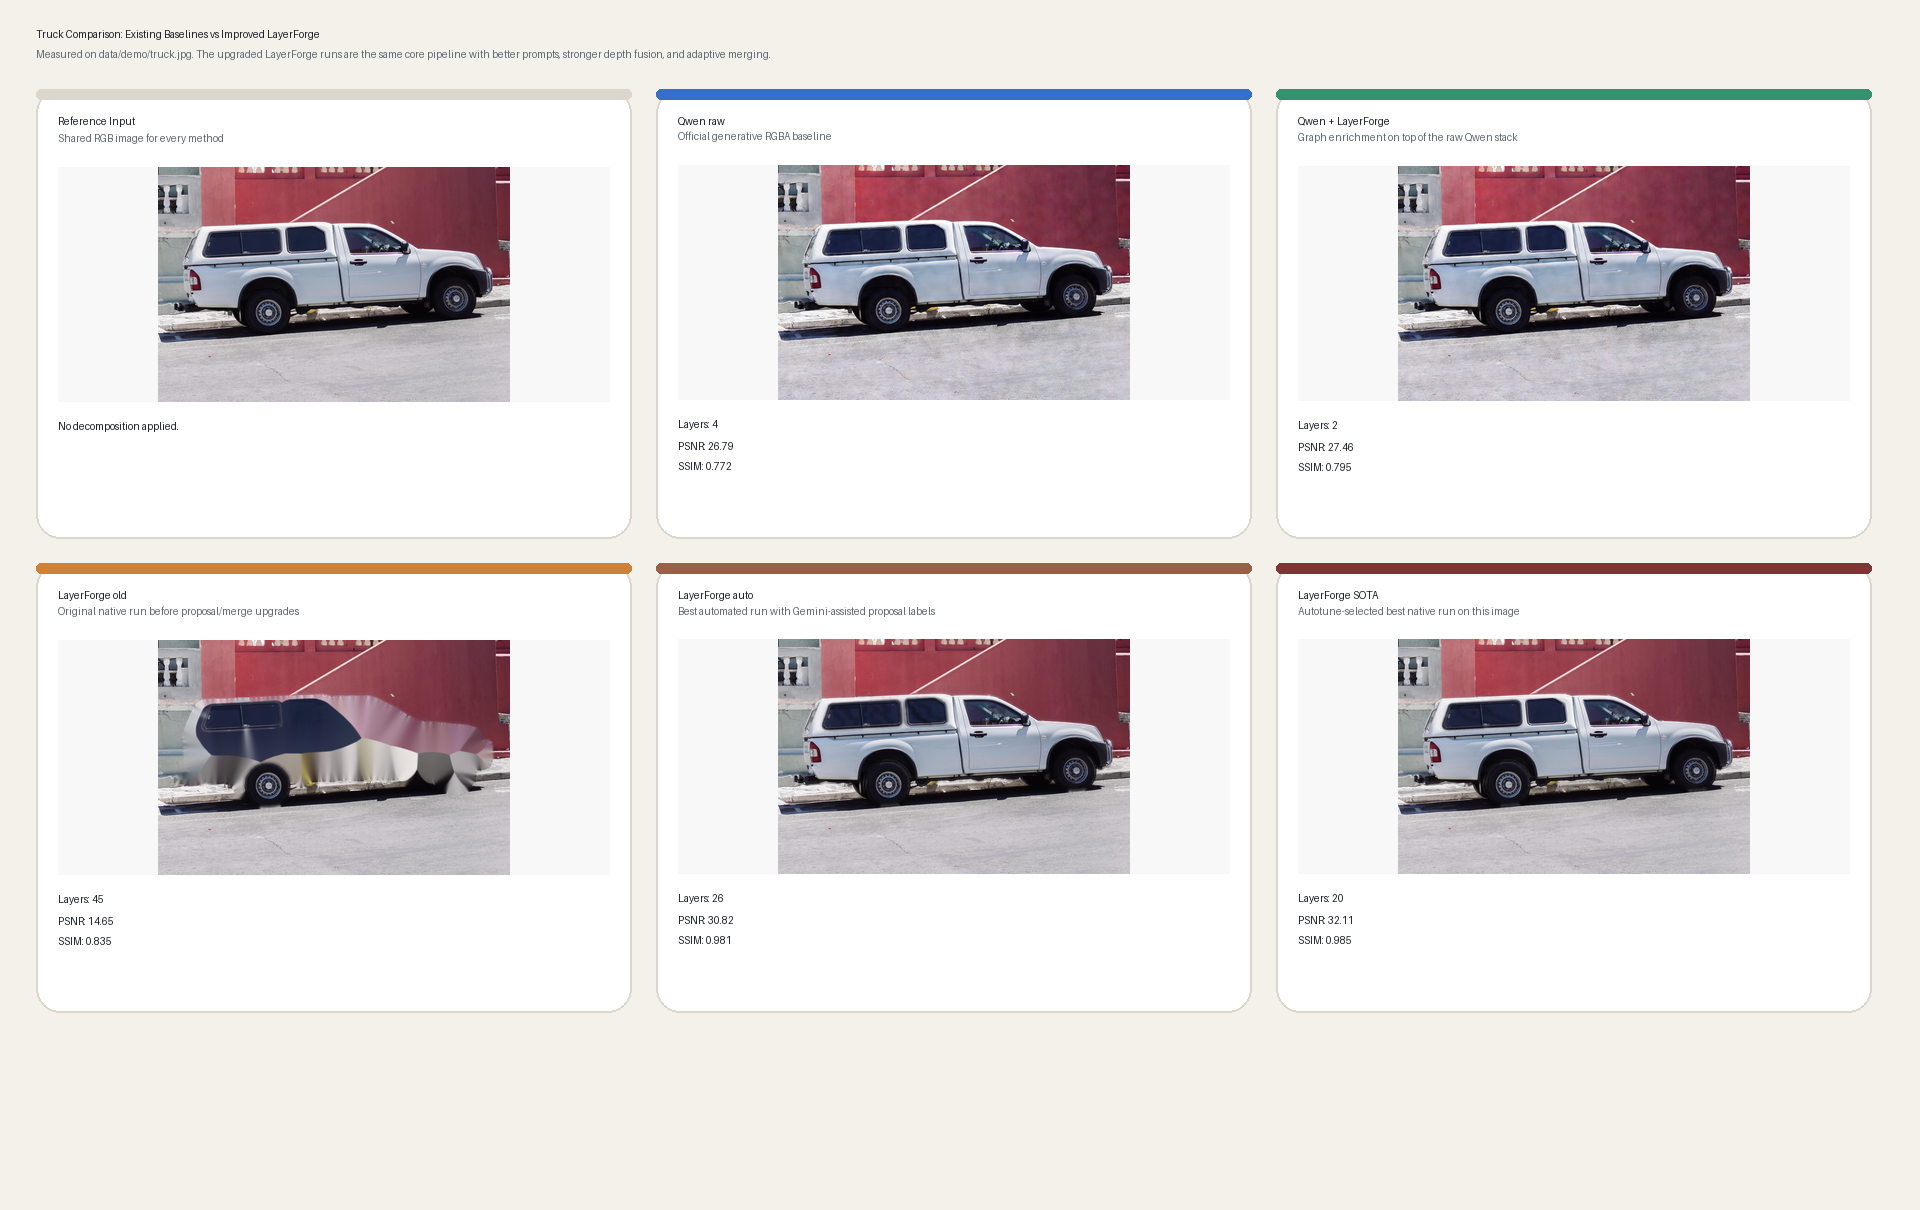 Truck Comparison: Existing Baselines vs Improved LayerForge
Measured on data/demo/truck.jpg. The upgraded LayerForge runs are the same core pipeline with better prompts, stronger depth fusion, and adaptive merging.
Reference Input
Shared RGB image for every method
No decomposition applied.
Qwen raw
Official generative RGBA baseline
Layers: 4
PSNR: 26.79
SSIM: 0.772
Qwen + LayerForge
Graph enrichment on top of the raw Qwen stack
Layers: 2
PSNR: 27.46
SSIM: 0.795
LayerForge old
Original native run before proposal/merge upgrades
Layers: 45
PSNR: 14.65
SSIM: 0.835
LayerForge auto
Best automated run with Gemini-assisted proposal labels
Layers: 26
PSNR: 30.82
SSIM: 0.981
LayerForge SOTA
Autotune-selected best native run on this image
Layers: 20
PSNR: 32.11
SSIM: 0.985